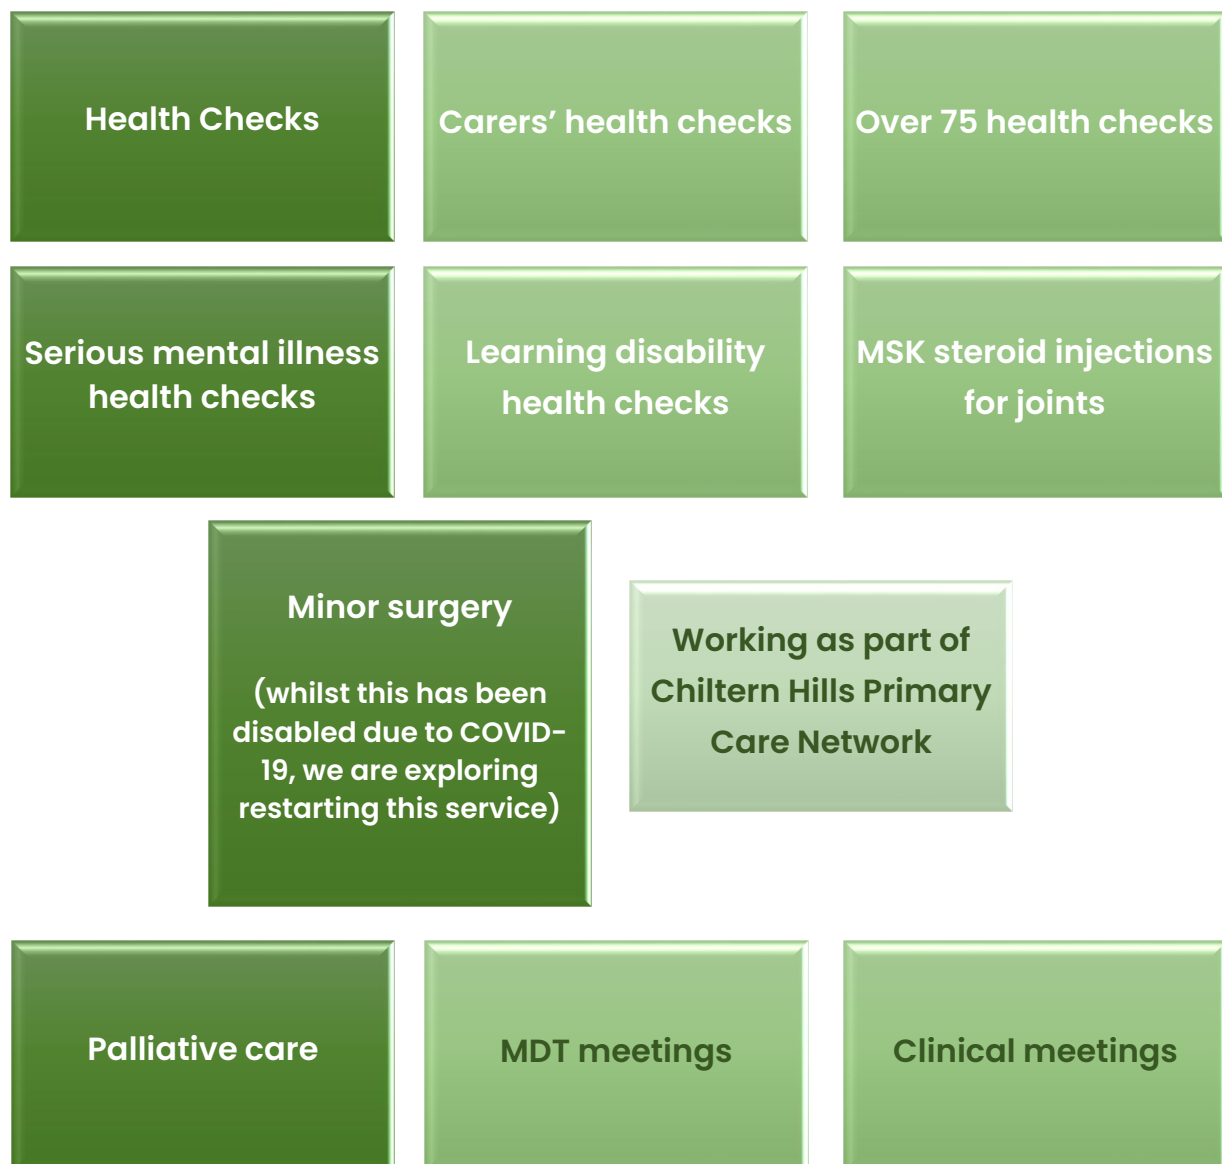 Health Checks
Carers’ health checks
Over 75 health checks
Serious mental illness
health checks
Learning disability
health checks
MSK steroid injections
for joints
Minor surgery
(whilst this has been
disabled due to COVID-
19, we are exploring
restarting this service)
Working as part of
Chiltern Hills Primary
Care Network
Palliative care
MDT meetings
Clinical meetings